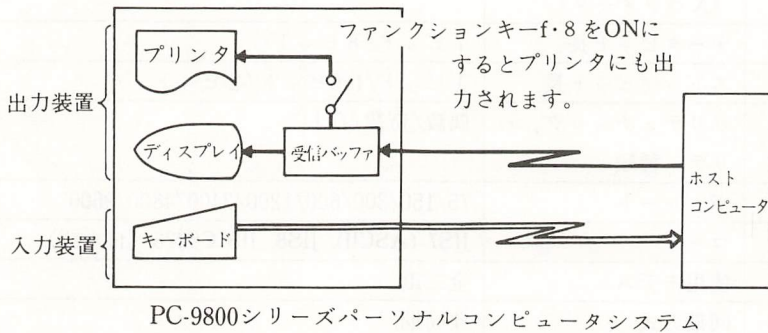 プリンタ
ファンクションキーf・8をONに
するとプリンタにも出
力されます。
出力装置
ディスプレイ
受信バッファ
ホスト
コンピュータ
入力装置
キーボード
PC-9800シリーズパーソナルコンピュータシステム